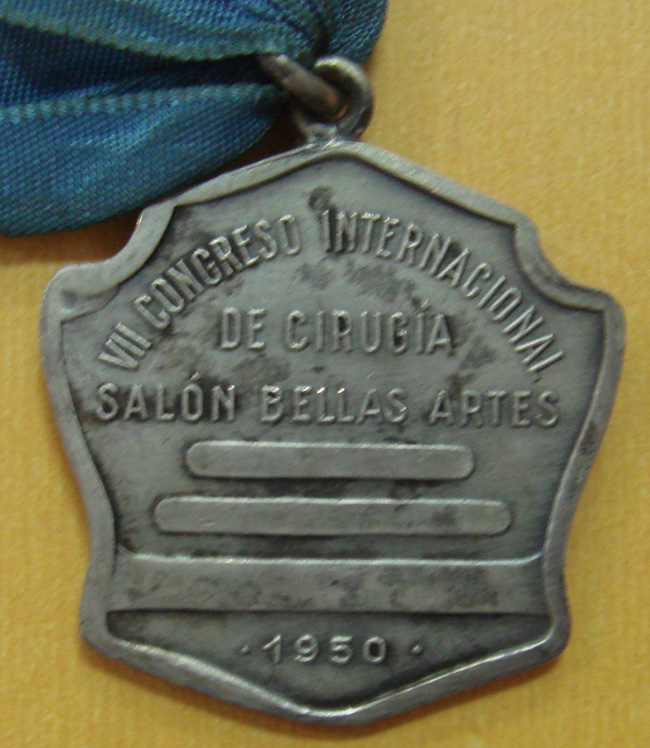 VII CONGRESO INTERNACIONAL
DE CIRUGÍA
SALÓN BELLAS ARTES
· 1950 ·